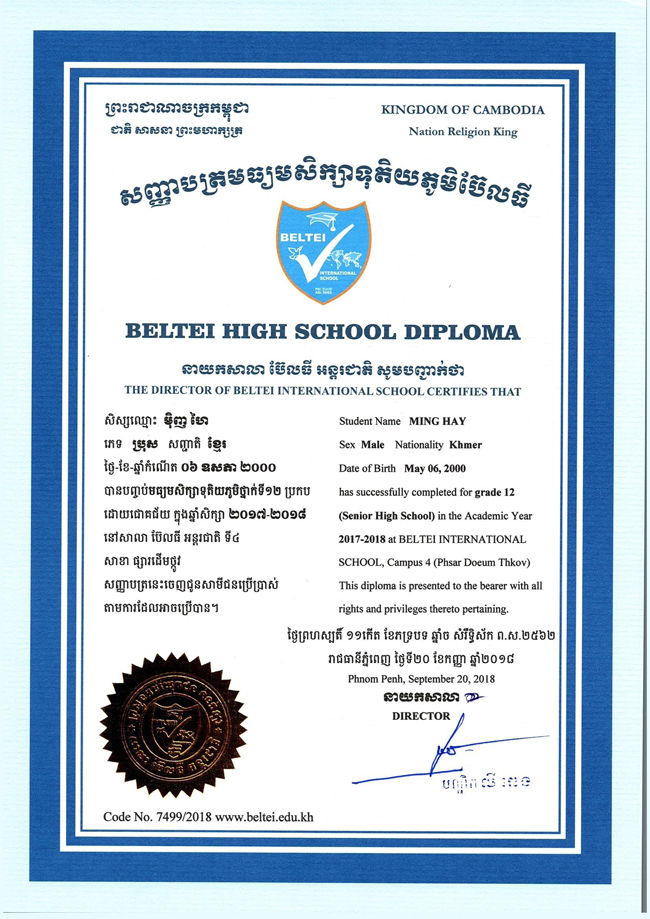 ព្រះរាជាណាចក្រកម្ពុជា
ជាតិ សាសនា ព្រះមហាក្សត្រ
KINGDOM OF CAMBODIA
Nation Religion King
សញ្ញាបត្រមធ្យមសិក្សាទុតិយភូមិប៊ែលធី
BELTEI
INTERNATIONAL
SCHOOL
BELTEI HIGH SCHOOL DIPLOMA
នាយកសាលា ប៊ែលធី អន្តរជាតិ សូមបញ្ជាក់ថា
THE DIRECTOR OF BELTEI INTERNATIONAL SCHOOL CERTIFIES THAT
សិស្សឈ្មោះ ម៉ិញ ហៃ
ភេទ ប្រុស សញ្ជាតិ ខ្មែរ
ថ្ងៃ-ខែ-ឆ្នាំកំណើត ០៦ ឧសភា ២០០០
បានបញ្ចប់មធ្យមសិក្សាទុតិយភូមិថ្នាក់ទី១២ ប្រកប
ដោយជោគជ័យ ក្នុងឆ្នាំសិក្សា ២០១៧-២០១៨
នៅសាលា ប៊ែលធី អន្តរជាតិ ទី៤
សាខា ផ្សារដើមថ្កូវ
សញ្ញាបត្រនេះចេញជូនសាមីជនប្រើប្រាស់
តាមការដែលអាចប្រើបាន។
Student Name MING HAY
Sex Male Nationality Khmer
Date of Birth May 06, 2000
has successfully completed for grade 12
(Senior High School) in the Academic Year
2017-2018 at BELTEI INTERNATIONAL
SCHOOL, Campus 4 (Phsar Doeum Thkov)
This diploma is presented to the bearer with all
rights and privileges thereto pertaining.
ថ្ងៃព្រហស្បតិ៍ ១១កើត ខែភទ្របទ ឆ្នាំច សំរឹទ្ធិស័ក ព.ស.២៥៦២
រាជធានីភ្នំពេញ ថ្ងៃទី២០ ខែកញ្ញា ឆ្នាំ២០១៨
Phnom Penh, September 20, 2018
នាយកសាលា
DIRECTOR
បណ្ឌិត លី ឆេង
Code No. 7499/2018 www.beltei.edu.kh